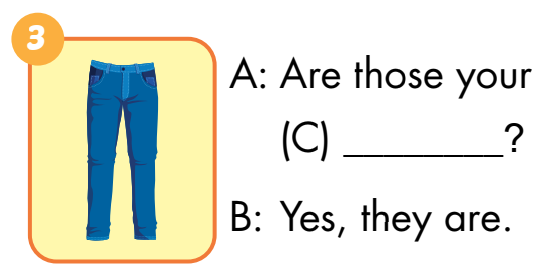 3
A: Are those your
(C) ________?
B: Yes, they are.